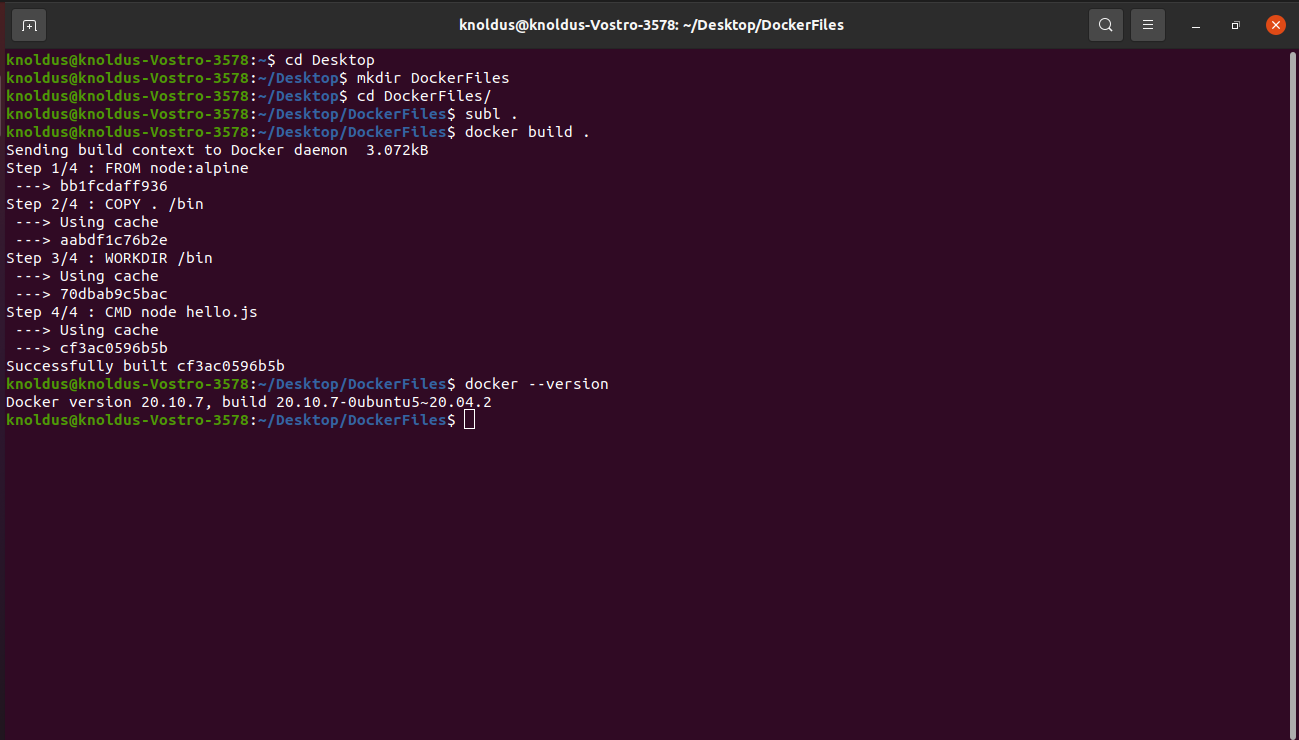 knoldus@knoldus-Vostro-3578: ~/Desktop/DockerFiles
knoldus@knoldus-Vostro-3578:~$ cd Desktop
knoldus@knoldus-Vostro-3578:~/Desktop$ mkdir DockerFiles
knoldus@knoldus-Vostro-3578:~/Desktop$ cd DockerFiles/
knoldus@knoldus-Vostro-3578:~/Desktop/DockerFiles$ subl .
knoldus@knoldus-Vostro-3578:~/Desktop/DockerFiles$ docker build .
Sending build context to Docker daemon  3.072kB
Step 1/4 : FROM node:alpine
 ---> bb1fcdaff936
Step 2/4 : COPY . /bin
 ---> Using cache
 ---> aabdf1c76b2e
Step 3/4 : WORKDIR /bin
 ---> Using cache
 ---> 70dbab9c5bac
Step 4/4 : CMD node hello.js
 ---> Using cache
 ---> cf3ac0596b5b
Successfully built cf3ac0596b5b
knoldus@knoldus-Vostro-3578:~/Desktop/DockerFiles$ docker --version
Docker version 20.10.7, build 20.10.7-0ubuntu5~20.04.2
knoldus@knoldus-Vostro-3578:~/Desktop/DockerFiles$